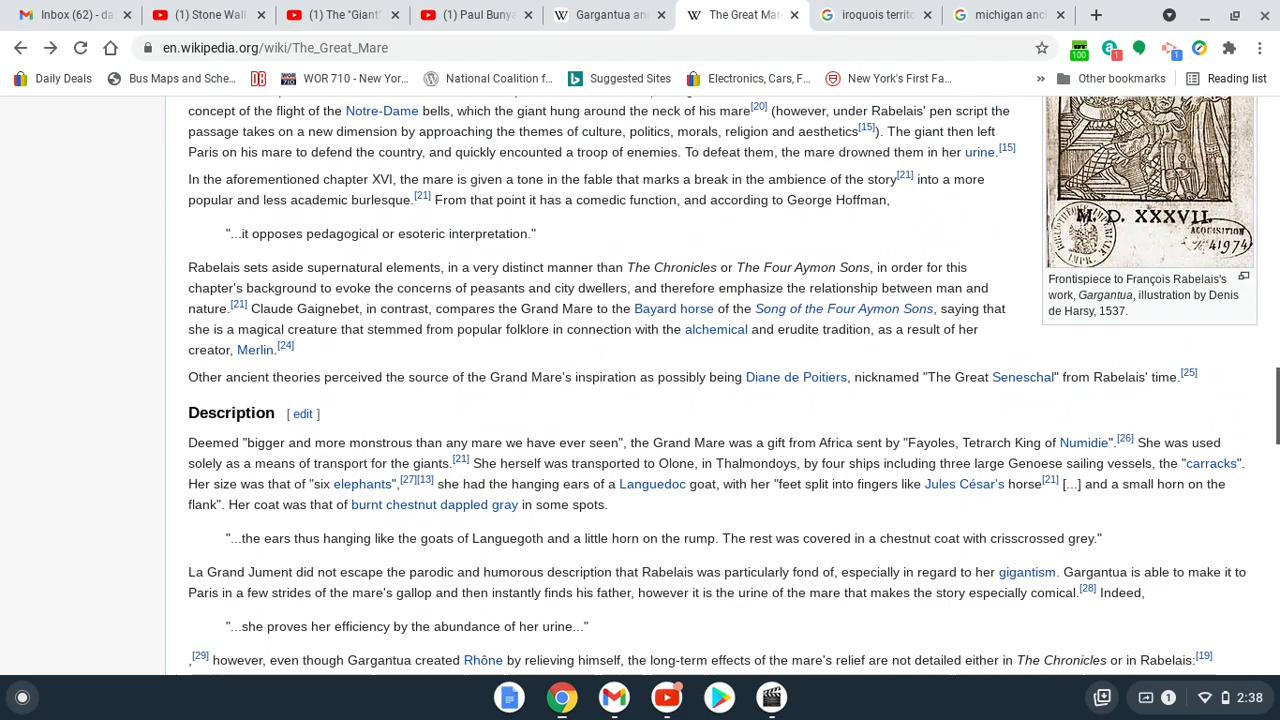 Inbox (62) - da
(1) Stone Wall
(1) The "Giant"
(1) Paul Bunya
Gargantua an
The Great Mar
iroquois territo
michigan anci
en.wikipedia.org/wiki/The_Great_Mare
100
1
1
Daily Deals
Bus Maps and Sche...
DB
WOR 710 - New Yor...
National Coalition f...
Suggested Sites
Electronics, Cars, F...
New York's First Fa...
»
Other bookmarks
Reading list
concept of the flight of the Notre-Dame bells, which the giant hung around the neck of his mare[20] (however, under Rabelais' pen script the
passage takes on a new dimension by approaching the themes of culture, politics, morals, religion and aesthetics[15]). The giant then left
Paris on his mare to defend the country, and quickly encountered a troop of enemies. To defeat them, the mare drowned them in her urine.[15]
In the aforementioned chapter XVI, the mare is given a tone in the fable that marks a break in the ambience of the story[21] into a more
popular and less academic burlesque.[21] From that point it has a comedic function, and according to George Hoffman,
"...it opposes pedagogical or esoteric interpretation."
Rabelais sets aside supernatural elements, in a very distinct manner than The Chronicles or The Four Aymon Sons, in order for this
chapter's background to evoke the concerns of peasants and city dwellers, and therefore emphasize the relationship between man and
nature.[21] Claude Gaignebet, in contrast, compares the Grand Mare to the Bayard horse of the Song of the Four Aymon Sons, saying that
she is a magical creature that stemmed from popular folklore in connection with the alchemical and erudite tradition, as a result of her
creator, Merlin.[24]
M. D. XXXVII.
ACQUISITION
N° 41974
Frontispiece to François Rabelais's
work, Gargantua, illustration by Denis
de Harsy, 1537.
Other ancient theories perceived the source of the Grand Mare's inspiration as possibly being Diane de Poitiers, nicknamed "The Great Seneschal" from Rabelais' time.[25]
Description [ edit ]
Deemed "bigger and more monstrous than any mare we have ever seen", the Grand Mare was a gift from Africa sent by "Fayoles, Tetrarch King of Numidie".[26] She was used
solely as a means of transport for the giants.[21] She herself was transported to Olone, in Thalmondoys, by four ships including three large Genoese sailing vessels, the "carracks".
Her size was that of "six elephants",[27][13] she had the hanging ears of a Languedoc goat, with her "feet split into fingers like Jules César's horse[21] [...] and a small horn on the
flank". Her coat was that of burnt chestnut dappled gray in some spots.
"...the ears thus hanging like the goats of Languegoth and a little horn on the rump. The rest was covered in a chestnut coat with crisscrossed grey."
La Grand Jument did not escape the parodic and humorous description that Rabelais was particularly fond of, especially in regard to her gigantism. Gargantua is able to make it to
Paris in a few strides of the mare's gallop and then instantly finds his father, however it is the urine of the mare that makes the story especially comical.[28] Indeed,
"...she proves her efficiency by the abundance of her urine..."
,[29] however, even though Gargantua created Rhône by relieving himself, the long-term effects of the mare's relief are not detailed either in The Chronicles or in Rabelais:[19]
1
2:38